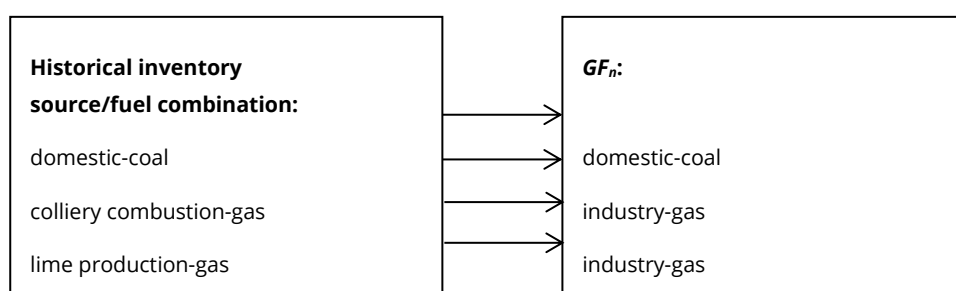 Historical inventory
source/fuel combination:
domestic-coal
colliery combustion-gas
lime production-gas
GFn:
domestic-coal
industry-gas
industry-gas